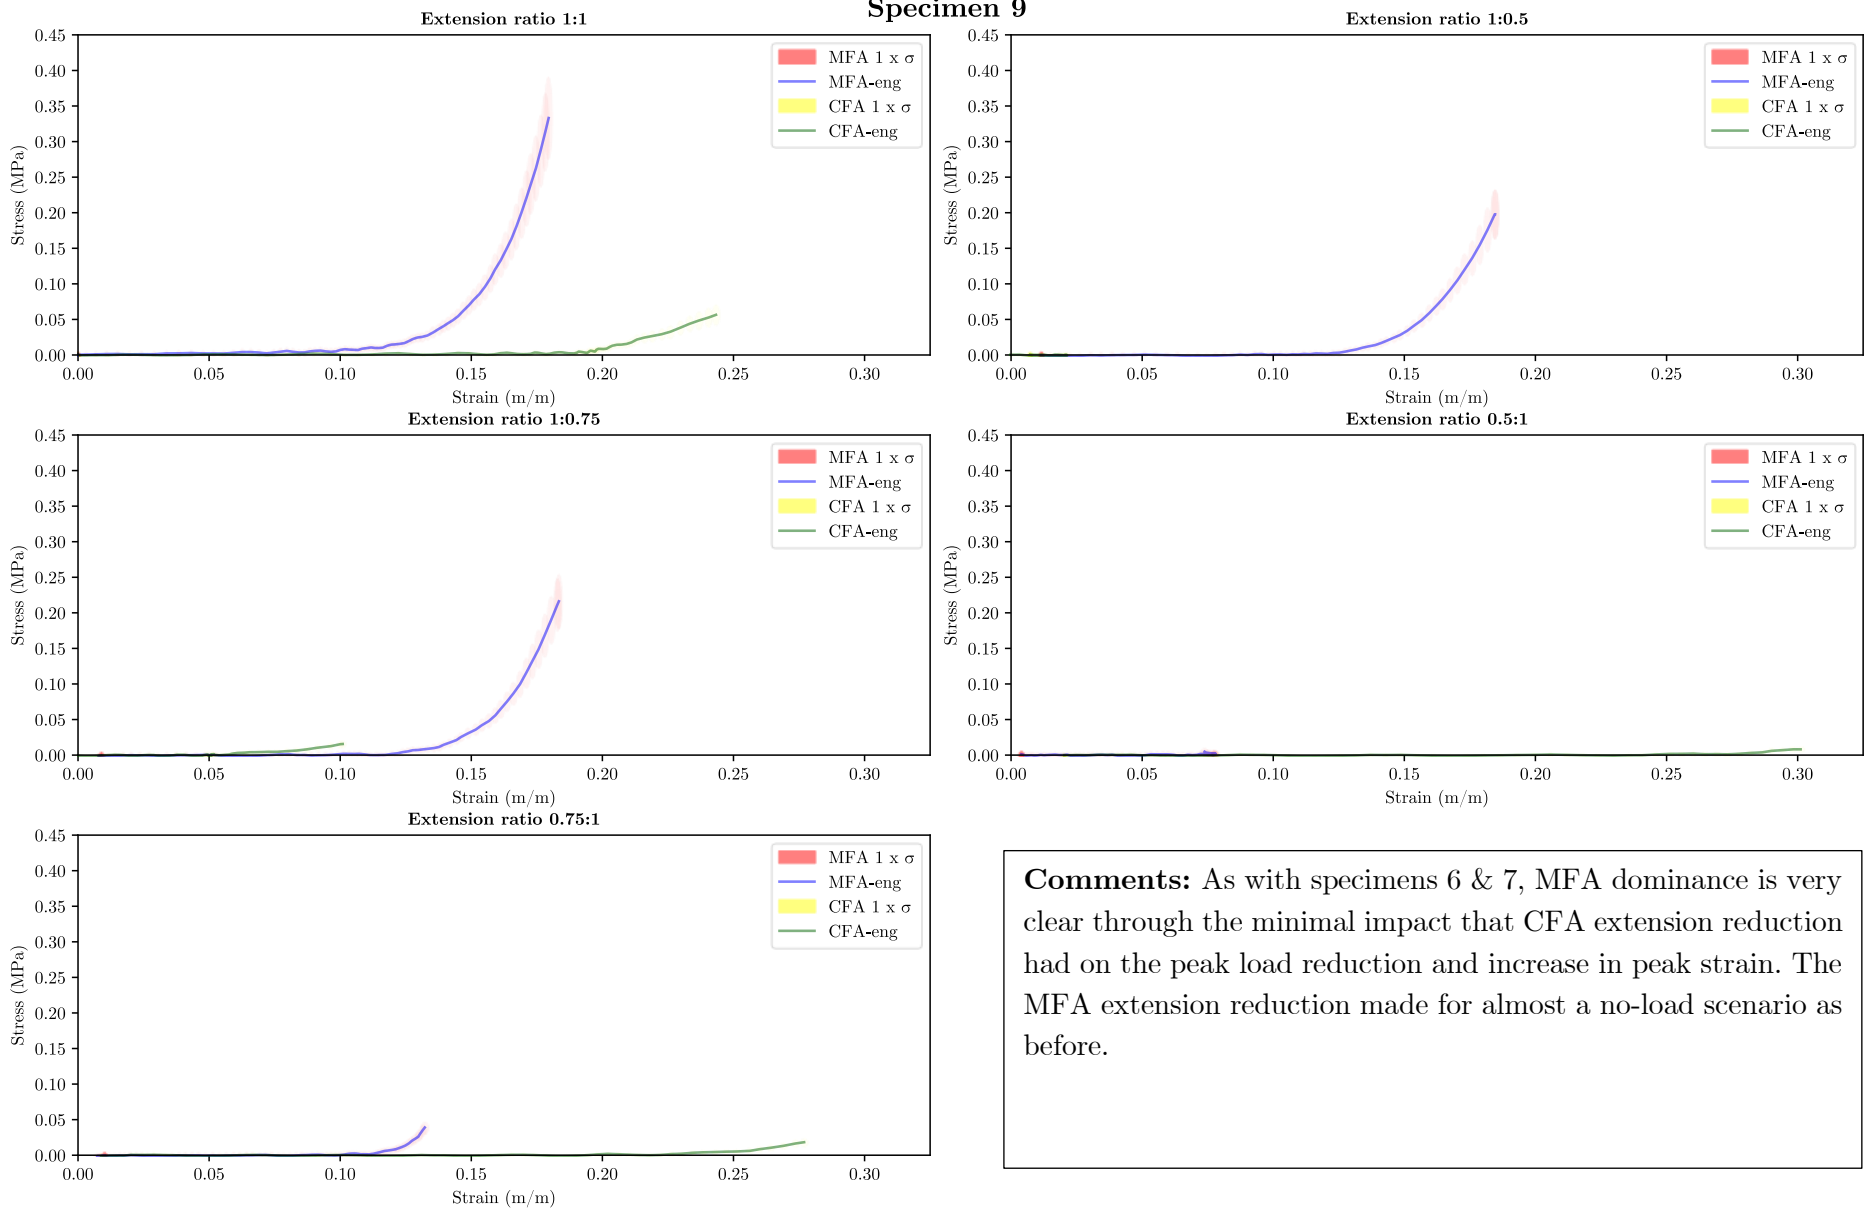 Specimen 9
Extension ratio 1:1
0.45
0.40
0.35
0.30
0.25
0.20
0.15
0.10
0.05
0.00
Stress (MPa)
MFA 1 x σ
MFA-eng
CFA 1 x σ
CFA-eng
0.00 0.05 0.10 0.15 0.20 0.25 0.30
Strain (m/m)
Extension ratio 1:0.5
0.45
0.40
0.35
0.30
0.25
0.20
0.15
0.10
0.05
0.00
Stress (MPa)
MFA 1 x σ
MFA-eng
CFA 1 x σ
CFA-eng
0.00 0.05 0.10 0.15 0.20 0.25 0.30
Strain (m/m)
Extension ratio 1:0.75
0.45
0.40
0.35
0.30
0.25
0.20
0.15
0.10
0.05
0.00
Stress (MPa)
MFA 1 x σ
MFA-eng
CFA 1 x σ
CFA-eng
0.00 0.05 0.10 0.15 0.20 0.25 0.30
Strain (m/m)
Extension ratio 0.5:1
0.45
0.40
0.35
0.30
0.25
0.20
0.15
0.10
0.05
0.00
Stress (MPa)
MFA 1 x σ
MFA-eng
CFA 1 x σ
CFA-eng
0.00 0.05 0.10 0.15 0.20 0.25 0.30
Strain (m/m)
Extension ratio 0.75:1
0.45
0.40
0.35
0.30
0.25
0.20
0.15
0.10
0.05
0.00
Stress (MPa)
MFA 1 x σ
MFA-eng
CFA 1 x σ
CFA-eng
0.00 0.05 0.10 0.15 0.20 0.25 0.30
Strain (m/m)
Comments: As with specimens 6 & 7, MFA dominance is very
clear through the minimal impact that CFA extension reduction
had on the peak load reduction and increase in peak strain. The
MFA extension reduction made for almost a no-load scenario as
before.